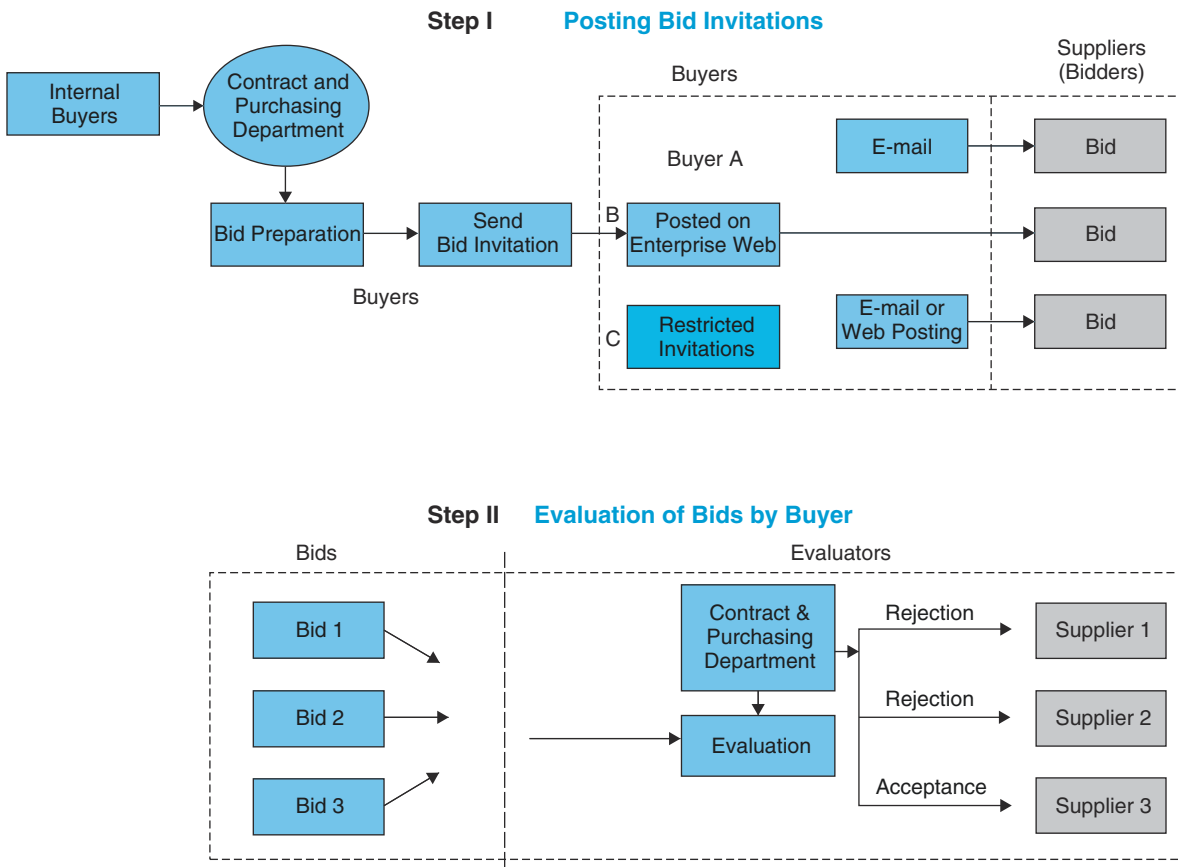 Step I Posting Bid Invitations
Internal
Buyers
Contract and
Purchasing
Department
Buyers
Suppliers
(Bidders)
Buyer A
E-mail
Bid
Bid Preparation
Send
Bid Invitation
B
Posted on
Enterprise Web
Bid
Buyers
C
Restricted
Invitations
E-mail or
Web Posting
Bid
Step II Evaluation of Bids by Buyer
Bids
Evaluators
Bid 1
Bid 2
Bid 3
Contract &
Purchasing
Department
Evaluation
Rejection
Supplier 1
Rejection
Supplier 2
Acceptance
Supplier 3